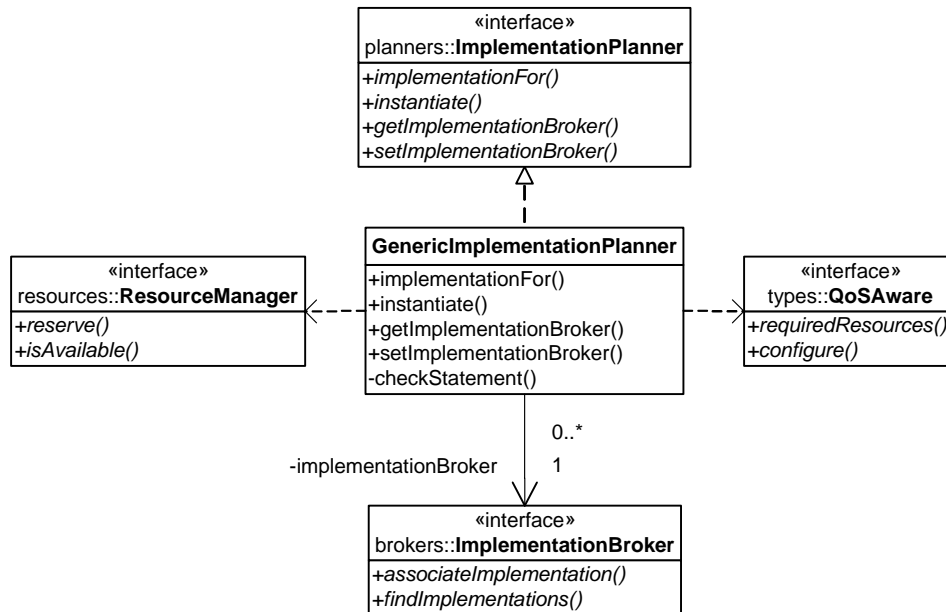 «interface»
planners::ImplementationPlanner
+implementationFor()
+instantiate()
+getImplementationBroker()
+setImplementationBroker()
GenericImplementationPlanner
+implementationFor()
+instantiate()
+getImplementationBroker()
+setImplementationBroker()
-checkStatement()
«interface»
resources::ResourceManager
+reserve()
+isAvailable()
«interface»
types::QoSAware
+requiredResources()
+configure()
0..*
-implementationBroker
1
«interface»
brokers::ImplementationBroker
+associateImplementation()
+findImplementations()